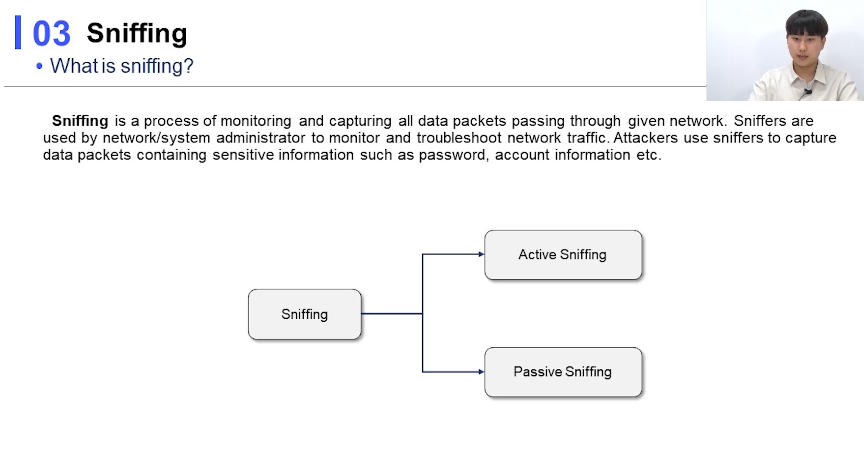 03 Sniffing
• What is sniffing?
Sniffing is a process of monitoring and capturing all data packets passing through given network. Sniffers are
used by network/system administrator to monitor and troubleshoot network traffic. Attackers use sniffers to capture
data packets containing sensitive information such as password, account information etc.
Active Sniffing
Sniffing
Passive Sniffing